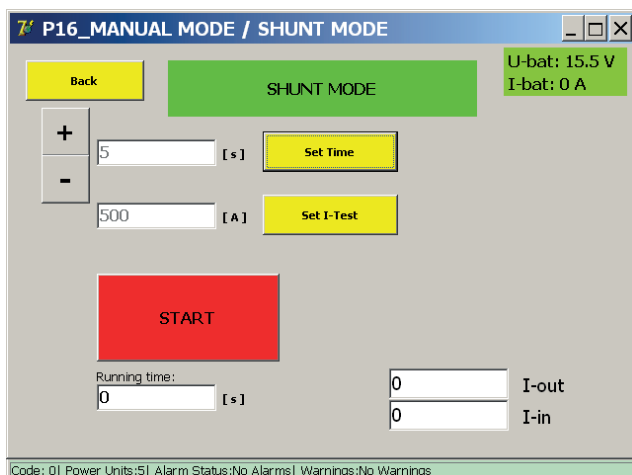 P16_MANUAL MODE / SHUNT MODE
Back
SHUNT MODE
U-bat: 15.5 V
I-bat: 0 A
+
5 [s] Set Time
-
500 [A] Set I-Test
START
Running time:
0 [s]
0 I-out
0 I-in
Code: 0| Power Units:5| Alarm Status:No Alarms| Warnings:No Warnings